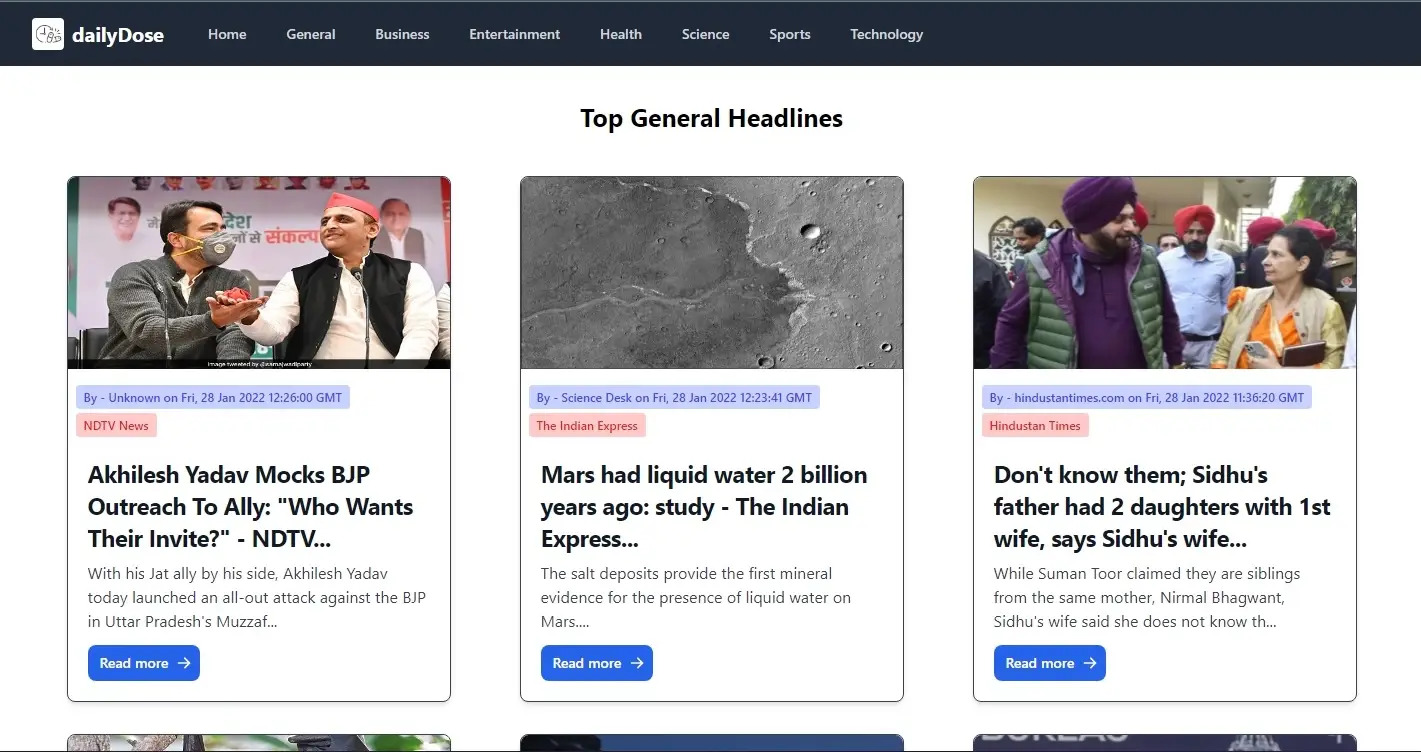 dailyDose
Home
General
Business
Entertainment
Health
Science
Sports
Technology
Top General Headlines
संकल्प
image tweeted by @samajwadiparty
By - Unknown on Fri, 28 Jan 2022 12:26:00 GMT
NDTV News
Akhilesh Yadav Mocks BJP
Outreach To Ally: "Who Wants
Their Invite?" - NDTV...
With his Jat ally by his side, Akhilesh Yadav
today launched an all-out attack against the BJP
in Uttar Pradesh's Muzzaf...
Read more
By - Science Desk on Fri, 28 Jan 2022 12:23:41 GMT
The Indian Express
Mars had liquid water 2 billion
years ago: study - The Indian
Express...
The salt deposits provide the first mineral
evidence for the presence of liquid water on
Mars....
Read more
By - hindustantimes.com on Fri, 28 Jan 2022 11:36:20 GMT
Hindustan Times
Don't know them; Sidhu's
father had 2 daughters with 1st
wife, says Sidhu's wife...
While Suman Toor claimed they are siblings
from the same mother, Nirmal Bhagwant,
Sidhu's wife said she does not know th...
Read more